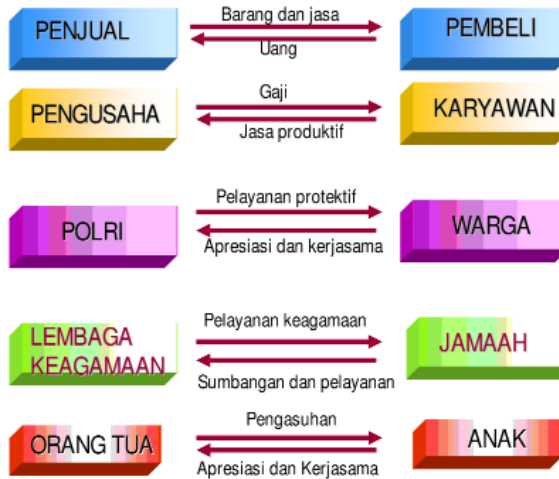 PENJUAL
Barang dan jasa
Uang
PEMBELI
PENGUSAHA
Gaji
Jasa produktif
KARYAWAN
POLRI
Pelayanan protektif
Apresiasi dan kerjasama
WARGA
LEMBAGA
KEAGAMAAN
Pelayanan keagamaan
Sumbangan dan pelayanan
JAMAAH
ORANG TUA
Pengasuhan
Apresiasi dan Kerjasama
ANAK